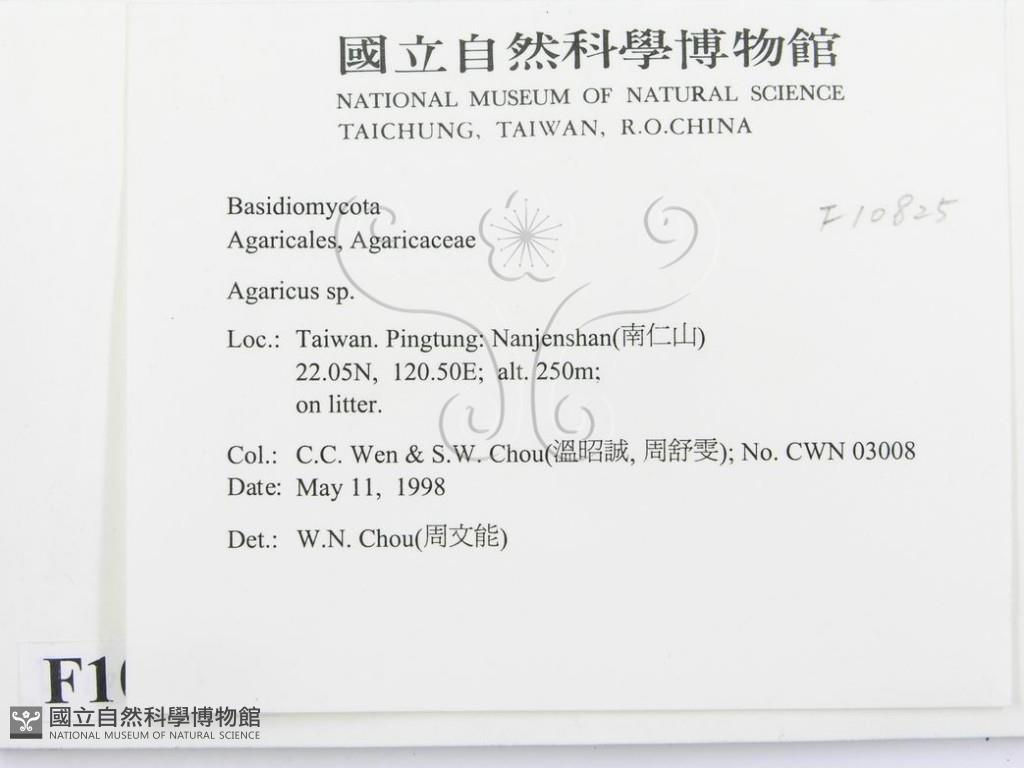 國立自然科學博物館
NATIONAL MUSEUM OF NATURAL SCIENCE
TAICHUNG, TAIWAN, R.O.CHINA
F10825
Basidiomycota
Agaricales, Agaricaceae
Agaricus sp.
Loc.: Taiwan. Pingtung: Nanjenshan(南仁山)
22.05N, 120.50E; alt. 250m;
on litter.
Col.: C.C. Wen & S.W. Chou(溫昭誠, 周舒雯); No. CWN 03008
Date: May 11, 1998
Det.: W.N. Chou(周文能)
F10
國立自然科學博物館
NATIONAL MUSEUM OF NATURAL SCIENCE